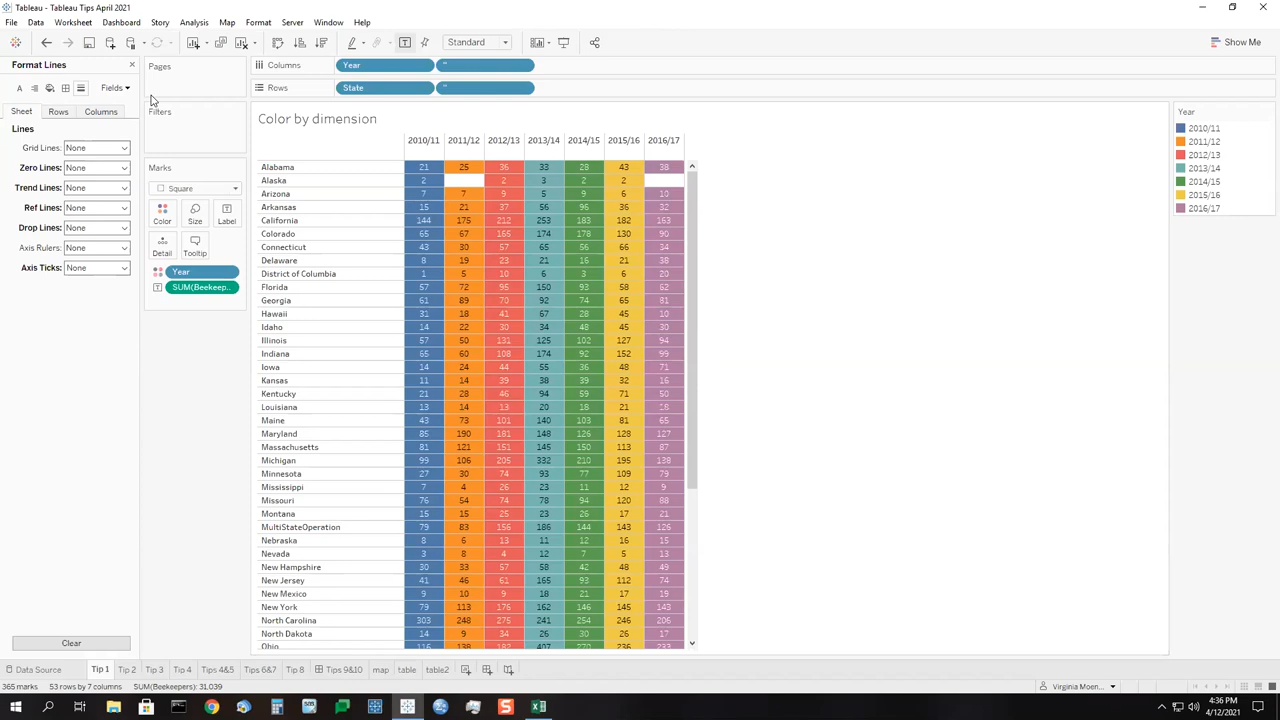 Tableau - Tableau Tips April 2021
File Data Worksheet Dashboard Story Analysis Map Format Server Window Help
Standard Show Me
Format Lines
Fields
Sheet Rows Columns
Lines
Grid Lines: None
Zero Lines: None
Trend Lines: None
Ref Lines: None
Drop Lines: None
Axis Rulers: None
Axis Ticks: None
Clear
Pages
Filters
Marks
Square
Color Size Label
Detail Tooltip
Year
SUM(Beekeep..
Columns Year "
Rows State "
Color by dimension
2010/11 2011/12 2012/13 2013/14 2014/15 2015/16 2016/17
Alabama 21 25 36 33 28 43 38
Alaska 2 2 3 2 2
Arizona 7 7 9 5 9 6 10
Arkansas 15 21 37 56 96 36 32
California 144 175 212 253 183 182 163
Colorado 65 67 165 174 178 130 90
Connecticut 43 30 57 65 56 66 34
Delaware 8 19 23 21 16 21 38
District of Columbia 1 5 10 6 3 6 20
Florida 57 72 95 150 93 58 62
Georgia 61 89 70 92 74 65 81
Hawaii 31 18 41 67 28 45 10
Idaho 14 22 30 34 48 45 30
Illinois 57 50 131 125 102 127 94
Indiana 65 60 108 174 92 152 99
Iowa 14 24 44 55 36 48 71
Kansas 11 14 39 38 39 32 16
Kentucky 21 28 46 94 59 71 50
Louisiana 13 14 13 20 18 21 18
Maine 43 73 101 140 103 81 65
Maryland 85 190 181 148 126 128 127
Massachusetts 81 121 151 145 150 113 87
Michigan 99 106 205 332 210 195 138
Minnesota 27 30 74 93 77 109 79
Mississippi 7 4 26 23 11 12 9
Missouri 76 54 74 78 94 120 88
Montana 15 15 25 23 26 17 21
MultiStateOperation 79 83 156 186 144 143 126
Nebraska 8 6 13 11 12 16 15
Nevada 3 8 4 12 7 5 13
New Hampshire 30 33 57 58 42 48 49
New Jersey 41 46 61 165 93 112 74
New Mexico 9 10 9 18 21 17 19
New York 79 113 176 162 146 145 143
North Carolina 303 248 275 241 254 246 206
North Dakota 14 9 34 26 30 26 17
Ohio 116 138 182 407 270 236 233
Year
2010/11
2011/12
2012/13
2013/14
2014/15
2015/16
2016/17
Data Source Tip 1 Tip 2 Tip 3 Tip 4 Tips 4&5 Tips 6&7 Tip 8 Tips 9&10 map table table2
365 marks 53 rows by 7 columns SUM(Beekeepers): 31,039 Virginia Moen...
4:36 PM
4/12/2021